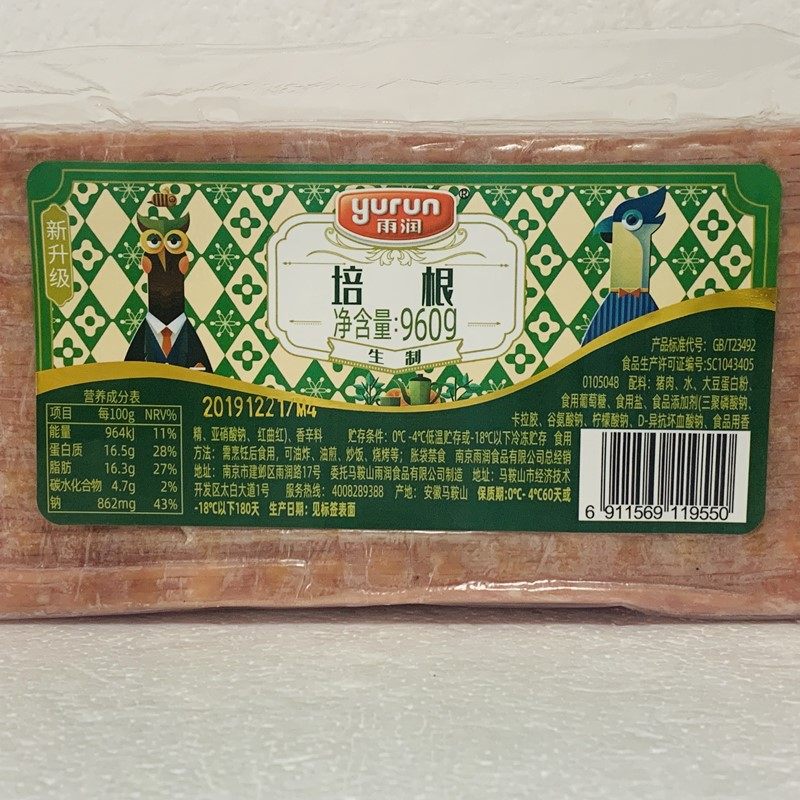 yurun®
雨润
新升级
培根
净含量:960g
生制
产品标准代号: GB/T23492
食品生产许可证编号:SC1043405
0105048 配料: 猪肉、水、大豆蛋白粉、
食用葡萄糖、食用盐、食品添加剂(三聚磷酸钠、
卡拉胶、谷氨酸钠、柠檬酸钠、D-异抗坏血酸钠、食品用香
精、亚硝酸钠、红曲红)、香辛料 贮存条件: 0℃ -4℃低温贮存或-18℃以下冷冻贮存 食用
方法: 需烹饪后食用, 可油炸、油煎、炒饭、烧烤等; 胀袋禁食 南京雨润食品有限公司总经销
地址: 南京市建邺区雨润路17号 委托马鞍山雨润食品有限公司制造 地址: 马鞍山市经济技术
开发区太白大道1号 服务热线: 4008289388 产地: 安徽马鞍山 保质期:0℃- 4℃60天或
-18℃以下180天 生产日期: 见标签表面
20191221/M4
营养成分表
项目 每100g NRV%
能量 964kJ 11%
蛋白质 16.5g 28%
脂肪 16.3g 27%
碳水化合物 4.7g 2%
钠 862mg 43%
6 911569 119550